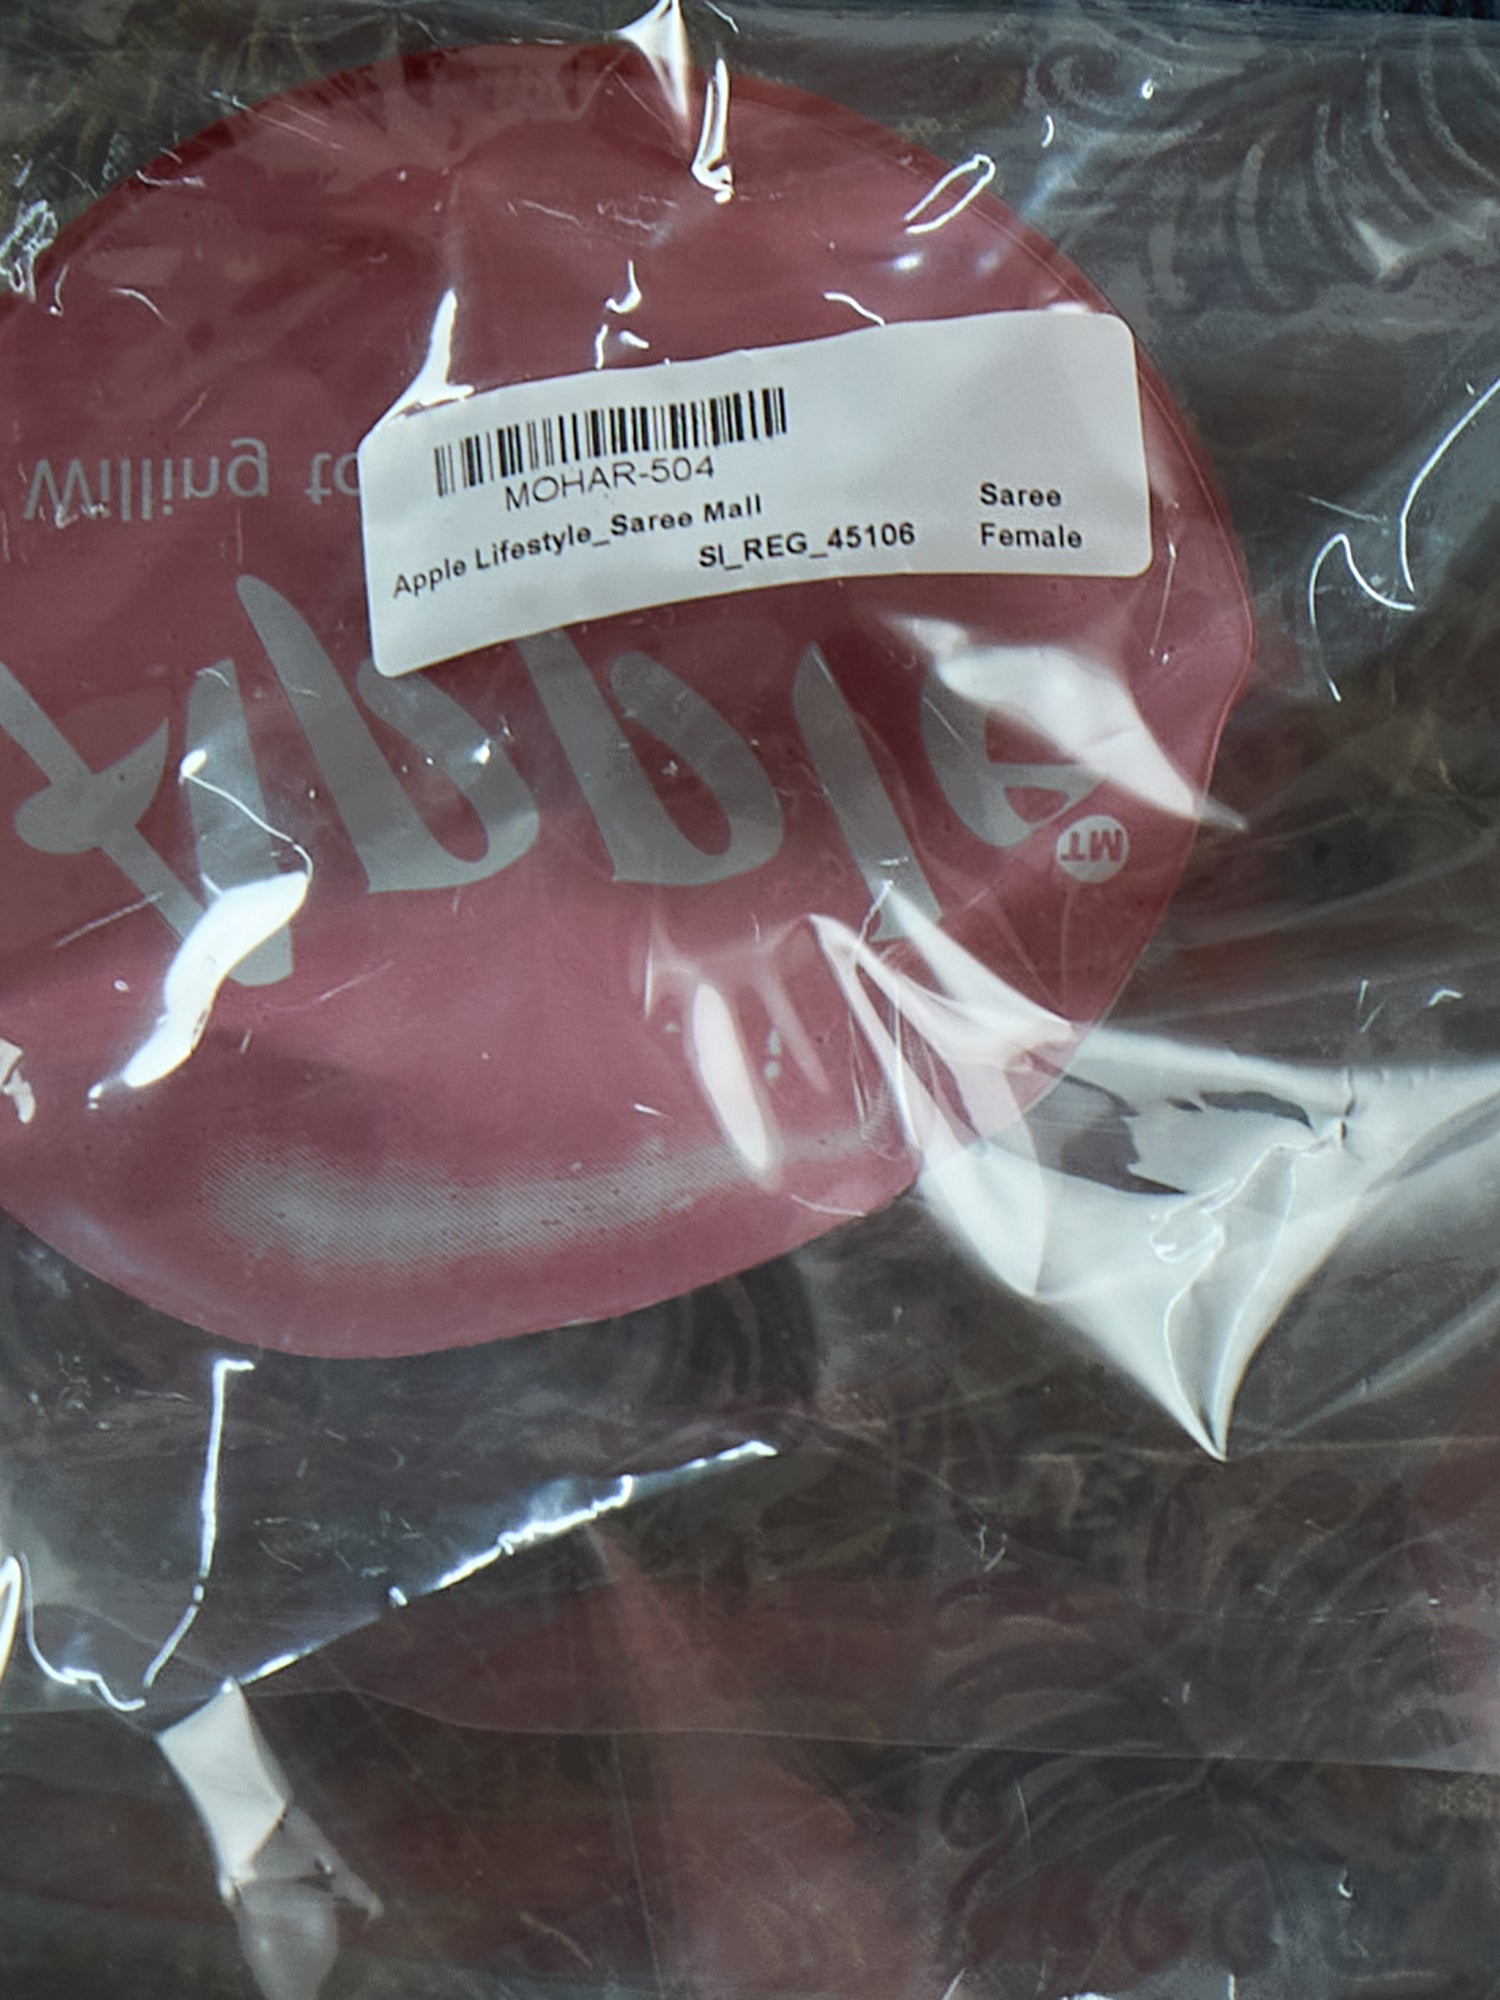 MOHAR-504
Apple Lifestyle_Saree Mall
SI_REG_45106
Saree
Female
Willing to
Apple
TM